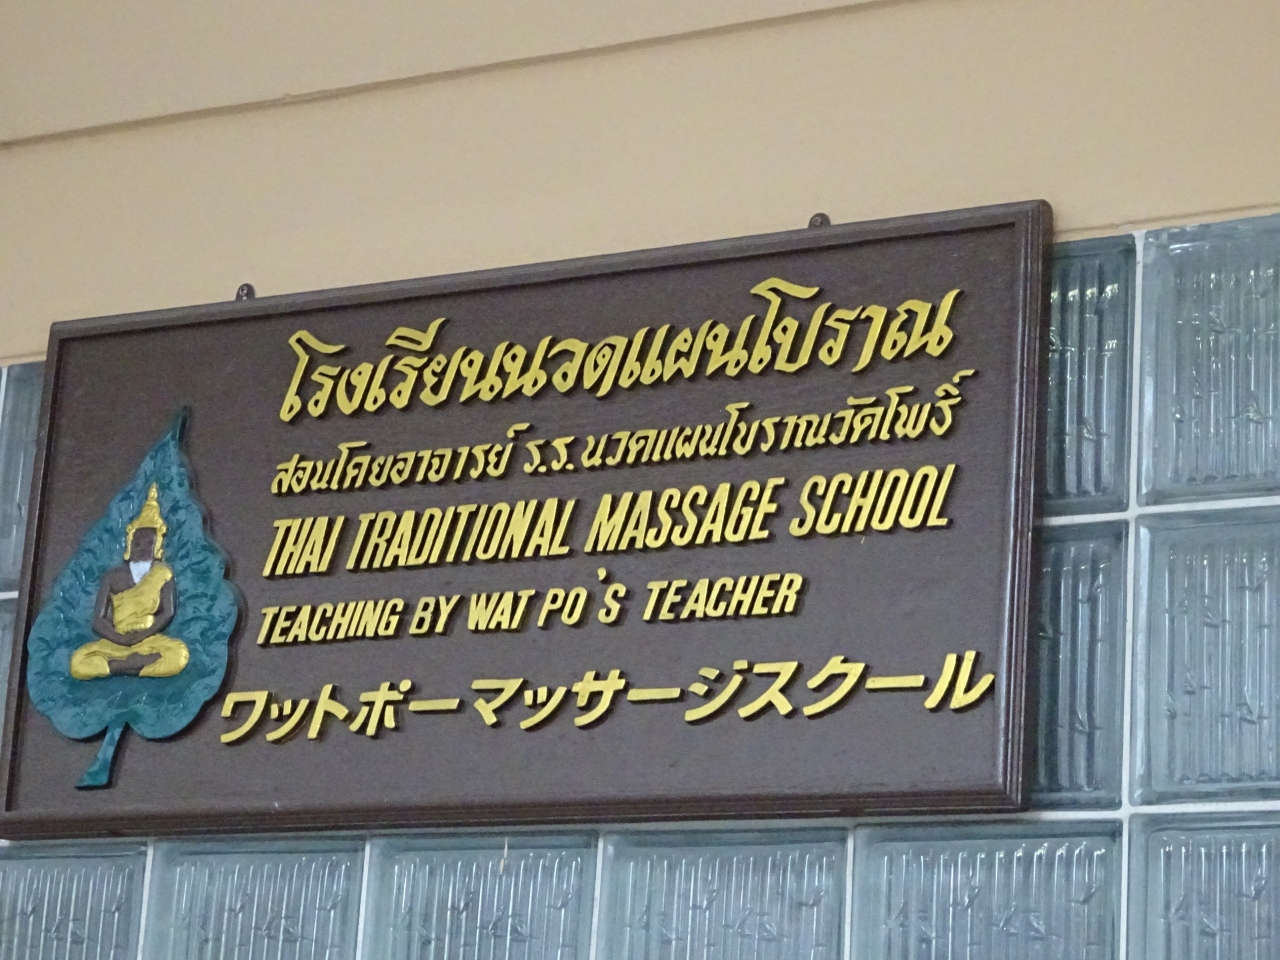 โรงเรียนนวดแผนโบราณ
สอนโดยอาจารย์ ร.ร. นวดแผนโบราณวัดโพธิ์
THAI TRADITIONAL MASSAGE SCHOOL
TEACHING BY WAT PO'S TEACHER
ワットポーマッサージスクール